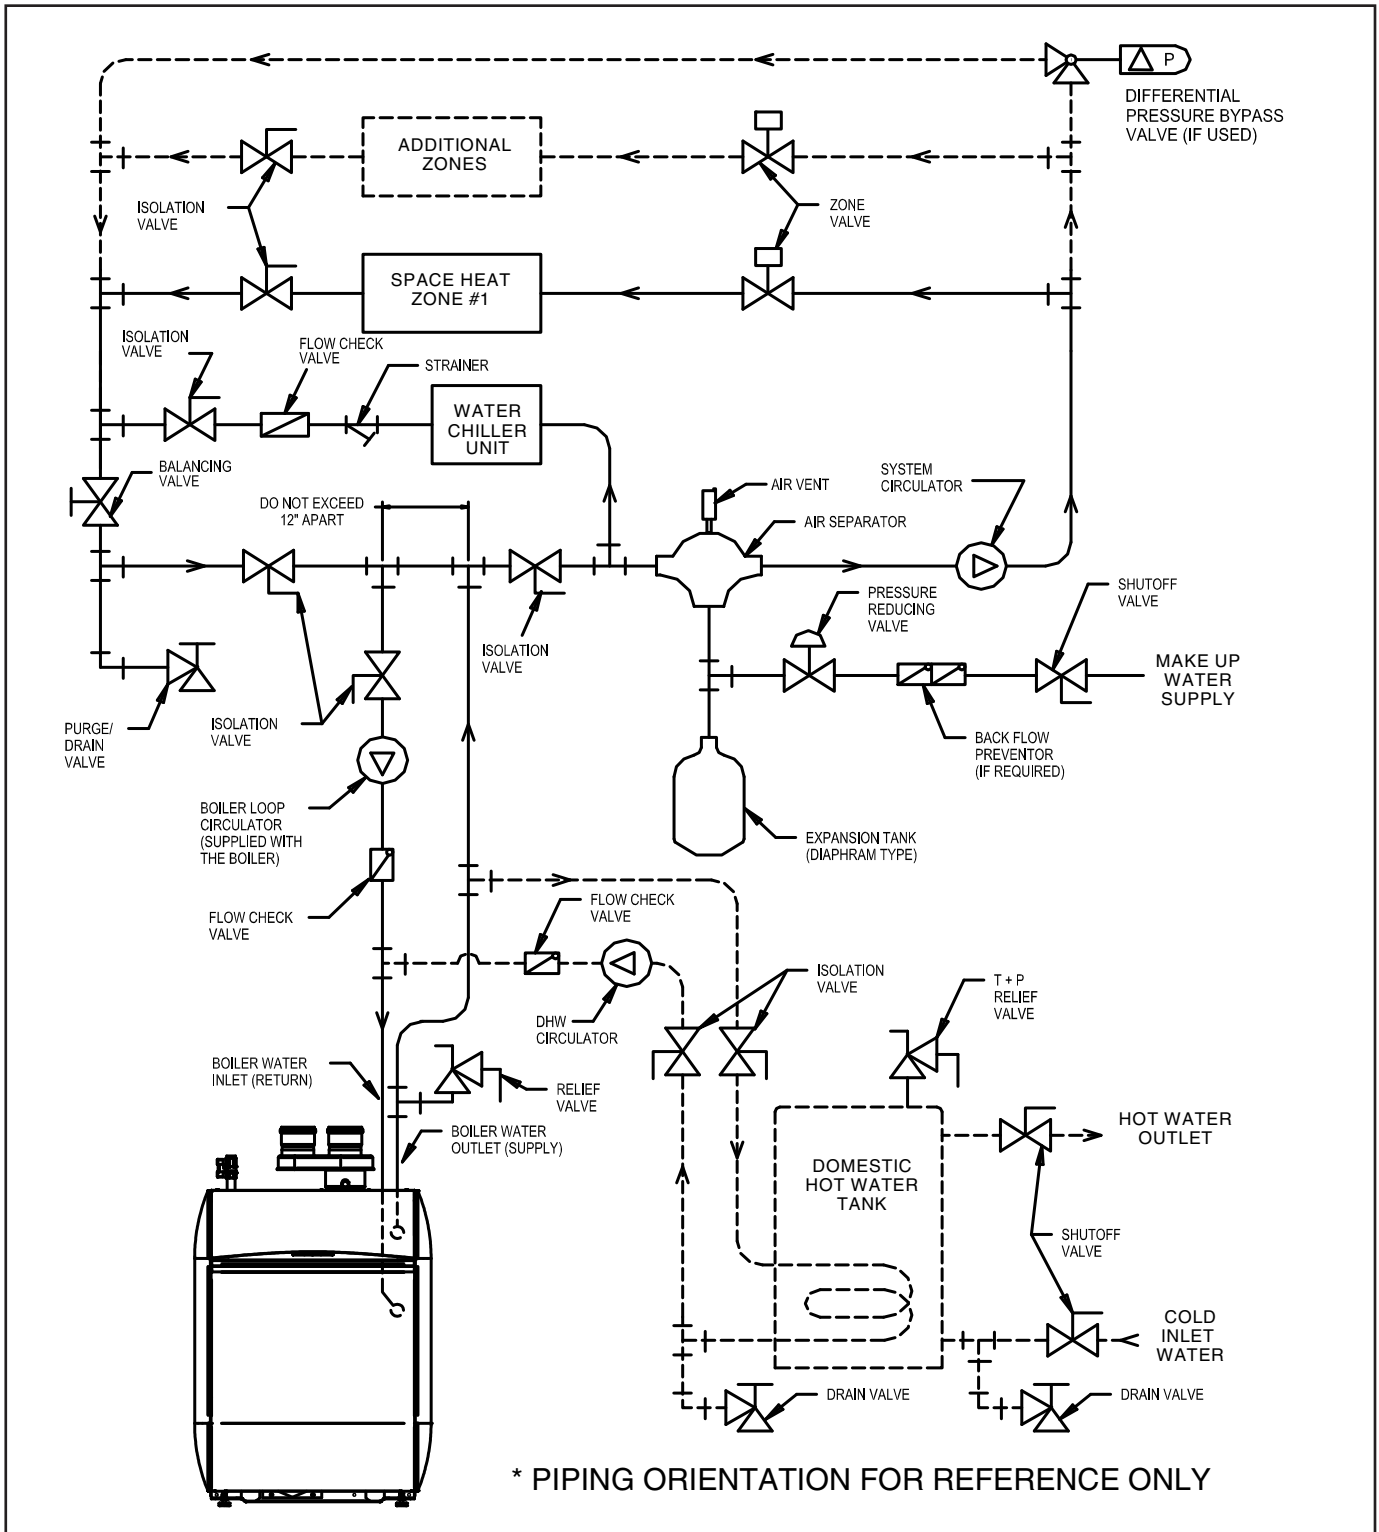 P
DIFFERENTIAL
PRESSURE BYPASS
VALVE (IF USED)
ADDITIONAL
ZONES
ISOLATION
VALVE
ZONE
VALVE
SPACE HEAT
ZONE #1
ISOLATION
VALVE
FLOW CHECK
VALVE
STRAINER
WATER
CHILLER
UNIT
BALANCING
VALVE
DO NOT EXCEED
12" APART
AIR VENT
SYSTEM
CIRCULATOR
AIR SEPARATOR
ISOLATION
VALVE
PRESSURE
REDUCING
VALVE
SHUTOFF
VALVE
MAKE UP
WATER
SUPPLY
PURGE/
DRAIN
VALVE
ISOLATION
VALVE
BACK FLOW
PREVENTOR
(IF REQUIRED)
BOILER LOOP
CIRCULATOR
(SUPPLIED WITH
THE BOILER)
EXPANSION TANK
(DIAPHRAM TYPE)
FLOW CHECK
VALVE
FLOW CHECK
VALVE
DHW
CIRCULATOR
ISOLATION
VALVE
T + P
RELIEF
VALVE
BOILER WATER
INLET (RETURN)
RELIEF
VALVE
BOILER WATER
OUTLET (SUPPLY)
HOT WATER
OUTLET
DOMESTIC
HOT WATER
TANK
SHUTOFF
VALVE
COLD
INLET
WATER
DRAIN VALVE
DRAIN VALVE
* PIPING ORIENTATION FOR REFERENCE ONLY